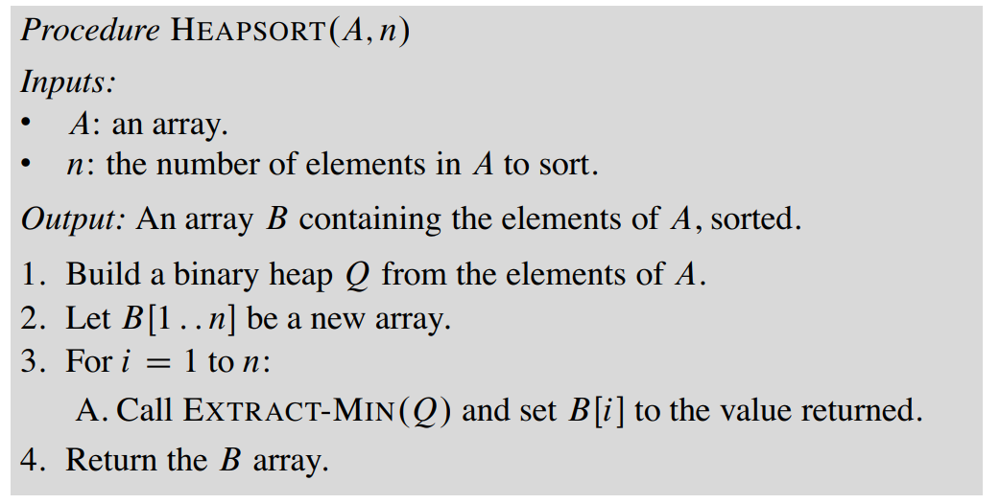 Procedure HEAPSORT(A, n)
Inputs:
• A: an array.
• n: the number of elements in A to sort.
Output: An array B containing the elements of A, sorted.
1. Build a binary heap Q from the elements of A.
2. Let B[1..n] be a new array.
3. For i = 1 to n:
A. Call EXTRACT-MIN(Q) and set B[i] to the value returned.
4. Return the B array.